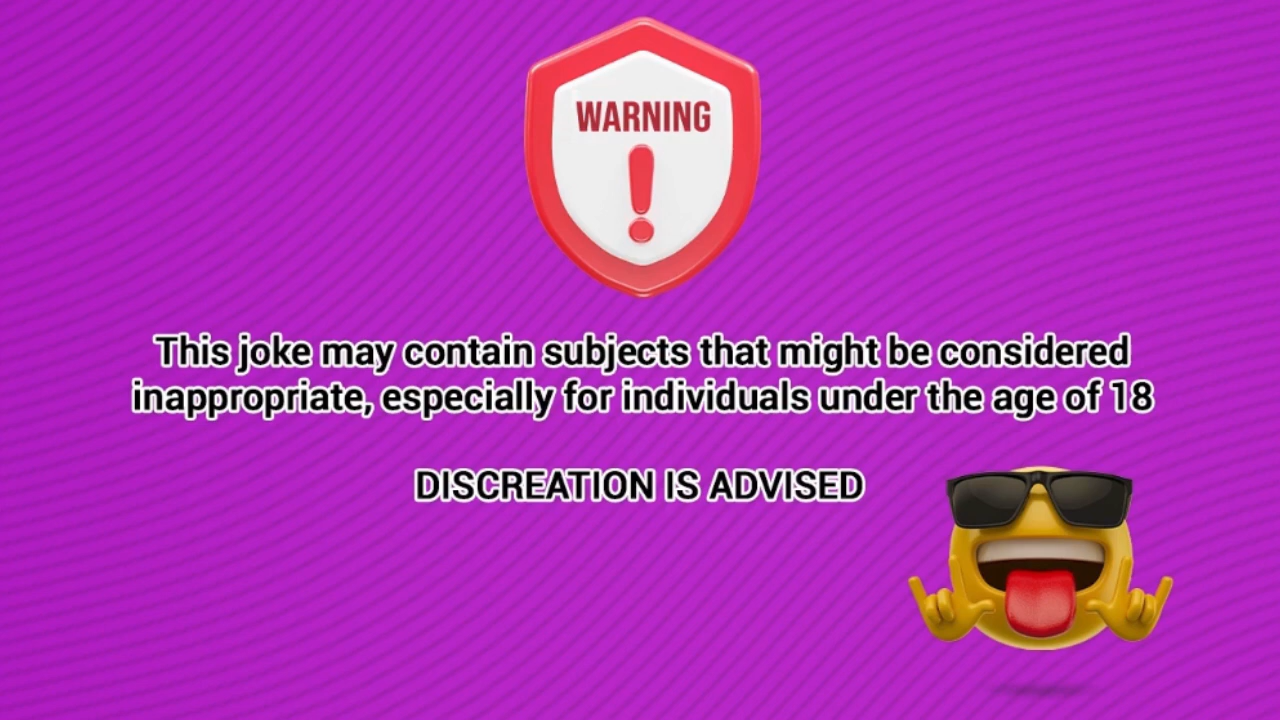 WARNING
This joke may contain subjects that might be considered
inappropriate, especially for individuals under the age of 18
DISCREATION IS ADVISED